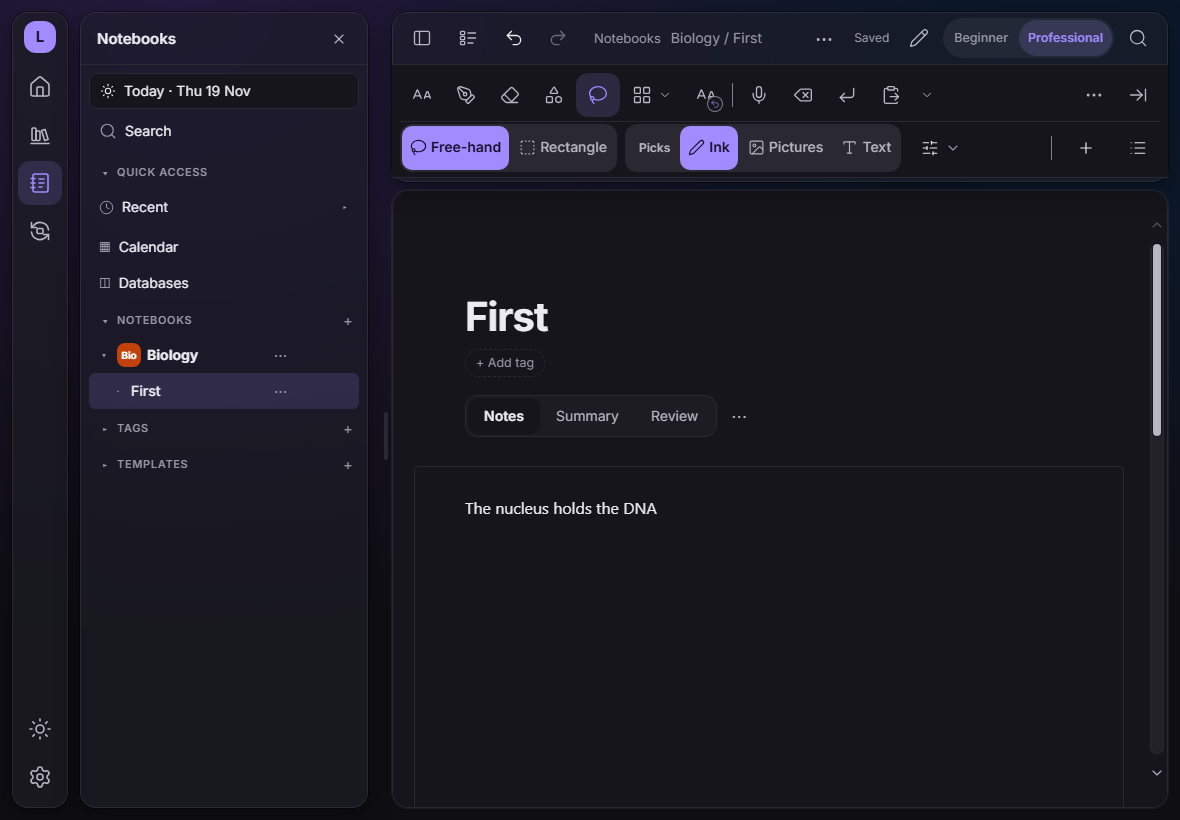 L
Notebooks
Today · Thu 19 Nov
Search
QUICK ACCESS
Recent
Calendar
Databases
NOTEBOOKS
Bio Biology
First
TAGS
TEMPLATES
Notebooks Biology / First
Saved
Beginner Professional
AA AA
Free-hand Rectangle Picks Ink Pictures Text
First
+ Add tag
Notes Summary Review
The nucleus holds the DNA